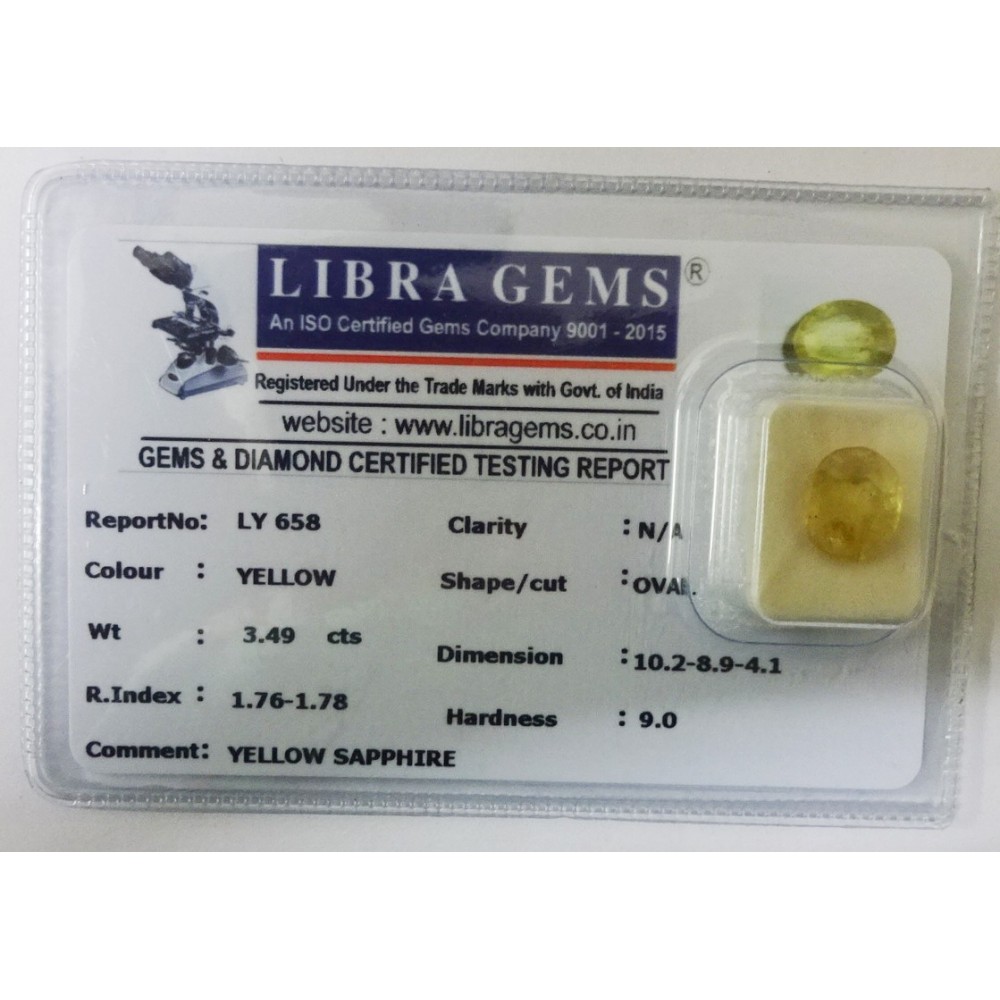 LIBRA GEMS ®
An ISO Certified Gems Company 9001 - 2015
Registered Under the Trade Marks with Govt. of India
website : www.libragems.co.in
GEMS & DIAMOND CERTIFIED TESTING REPORT
ReportNo: LY 658
Clarity : N/A
Colour : YELLOW
Shape/cut : OVAL
Wt : 3.49 cts
Dimension : 10.2-8.9-4.1
R.Index : 1.76-1.78
Hardness : 9.0
Comment: YELLOW SAPPHIRE